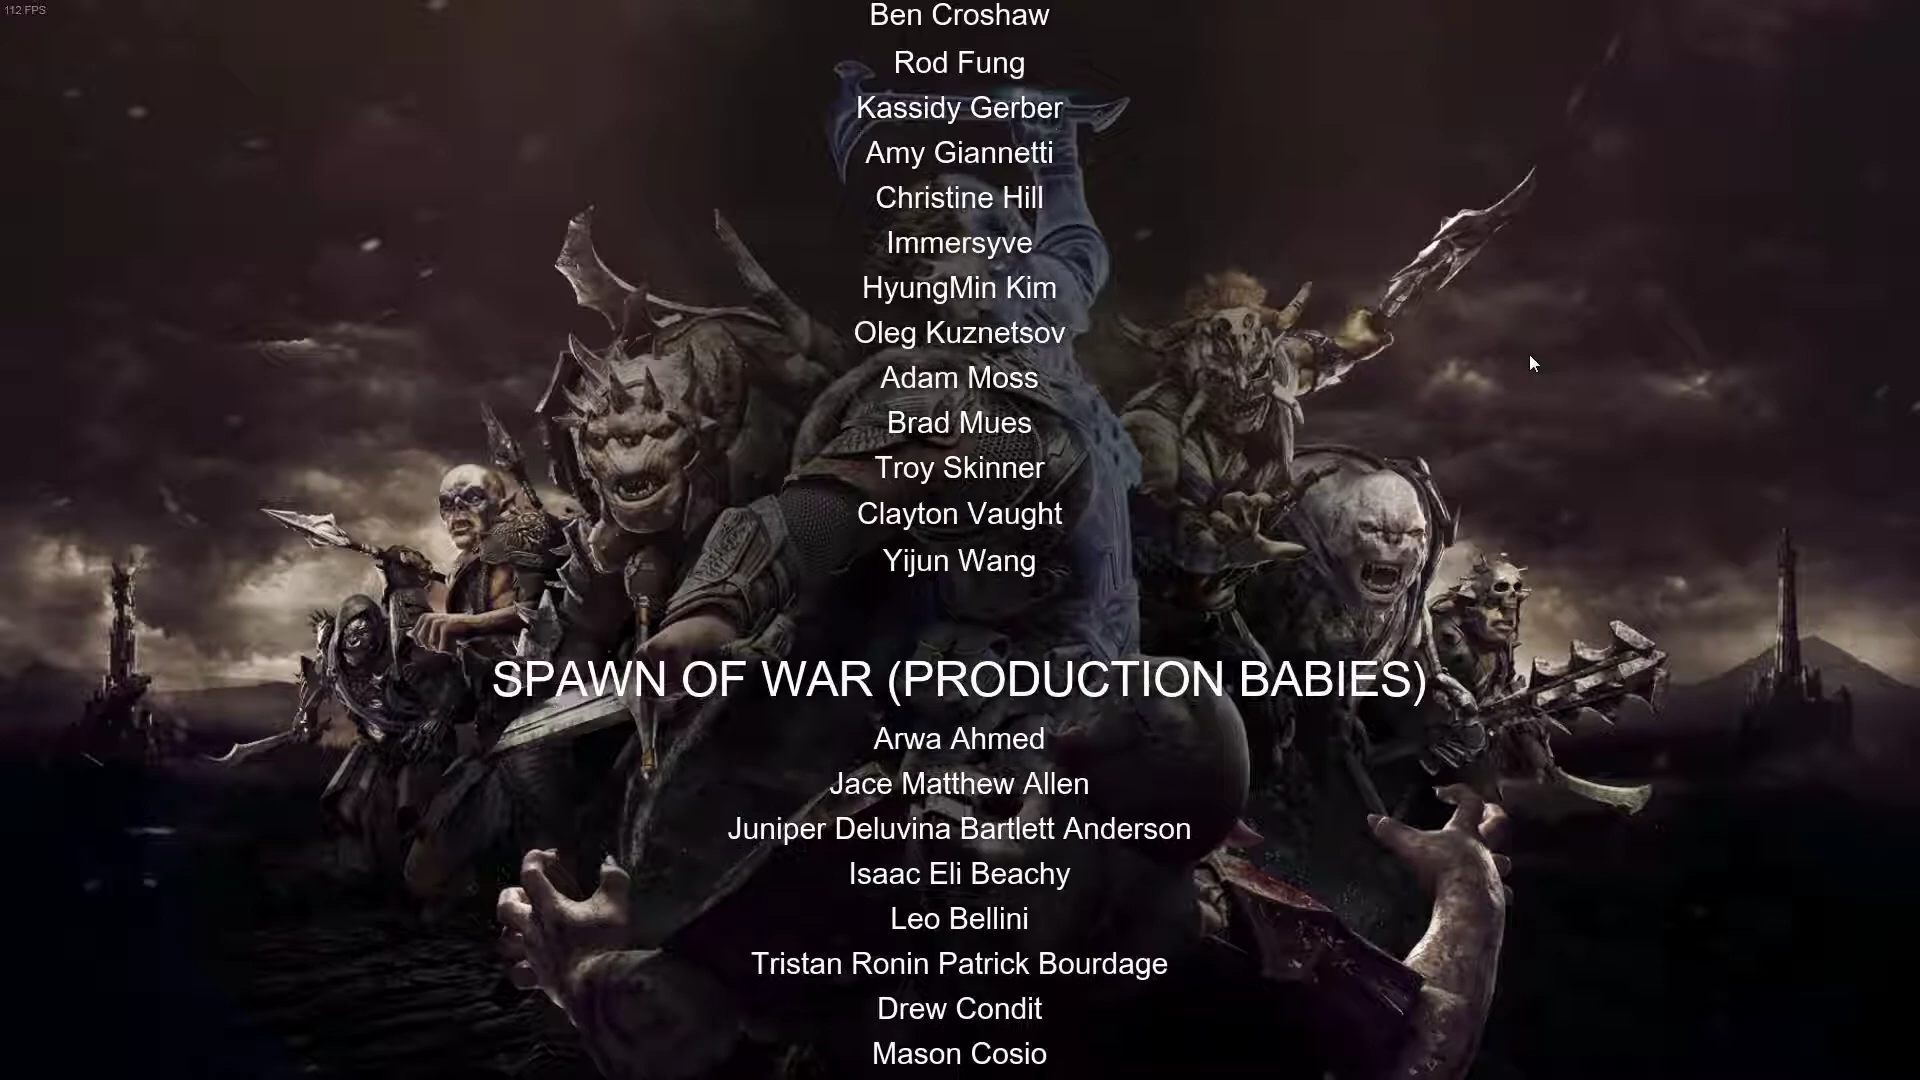 112 FPS
Ben Croshaw
Rod Fung
Kassidy Gerber
Amy Giannetti
Christine Hill
Immersyve
HyungMin Kim
Oleg Kuznetsov
Adam Moss
Brad Mues
Troy Skinner
Clayton Vaught
Yijun Wang
SPAWN OF WAR (PRODUCTION BABIES)
Arwa Ahmed
Jace Matthew Allen
Juniper Deluvina Bartlett Anderson
Isaac Eli Beachy
Leo Bellini
Tristan Ronin Patrick Bourdage
Drew Condit
Mason Cosio